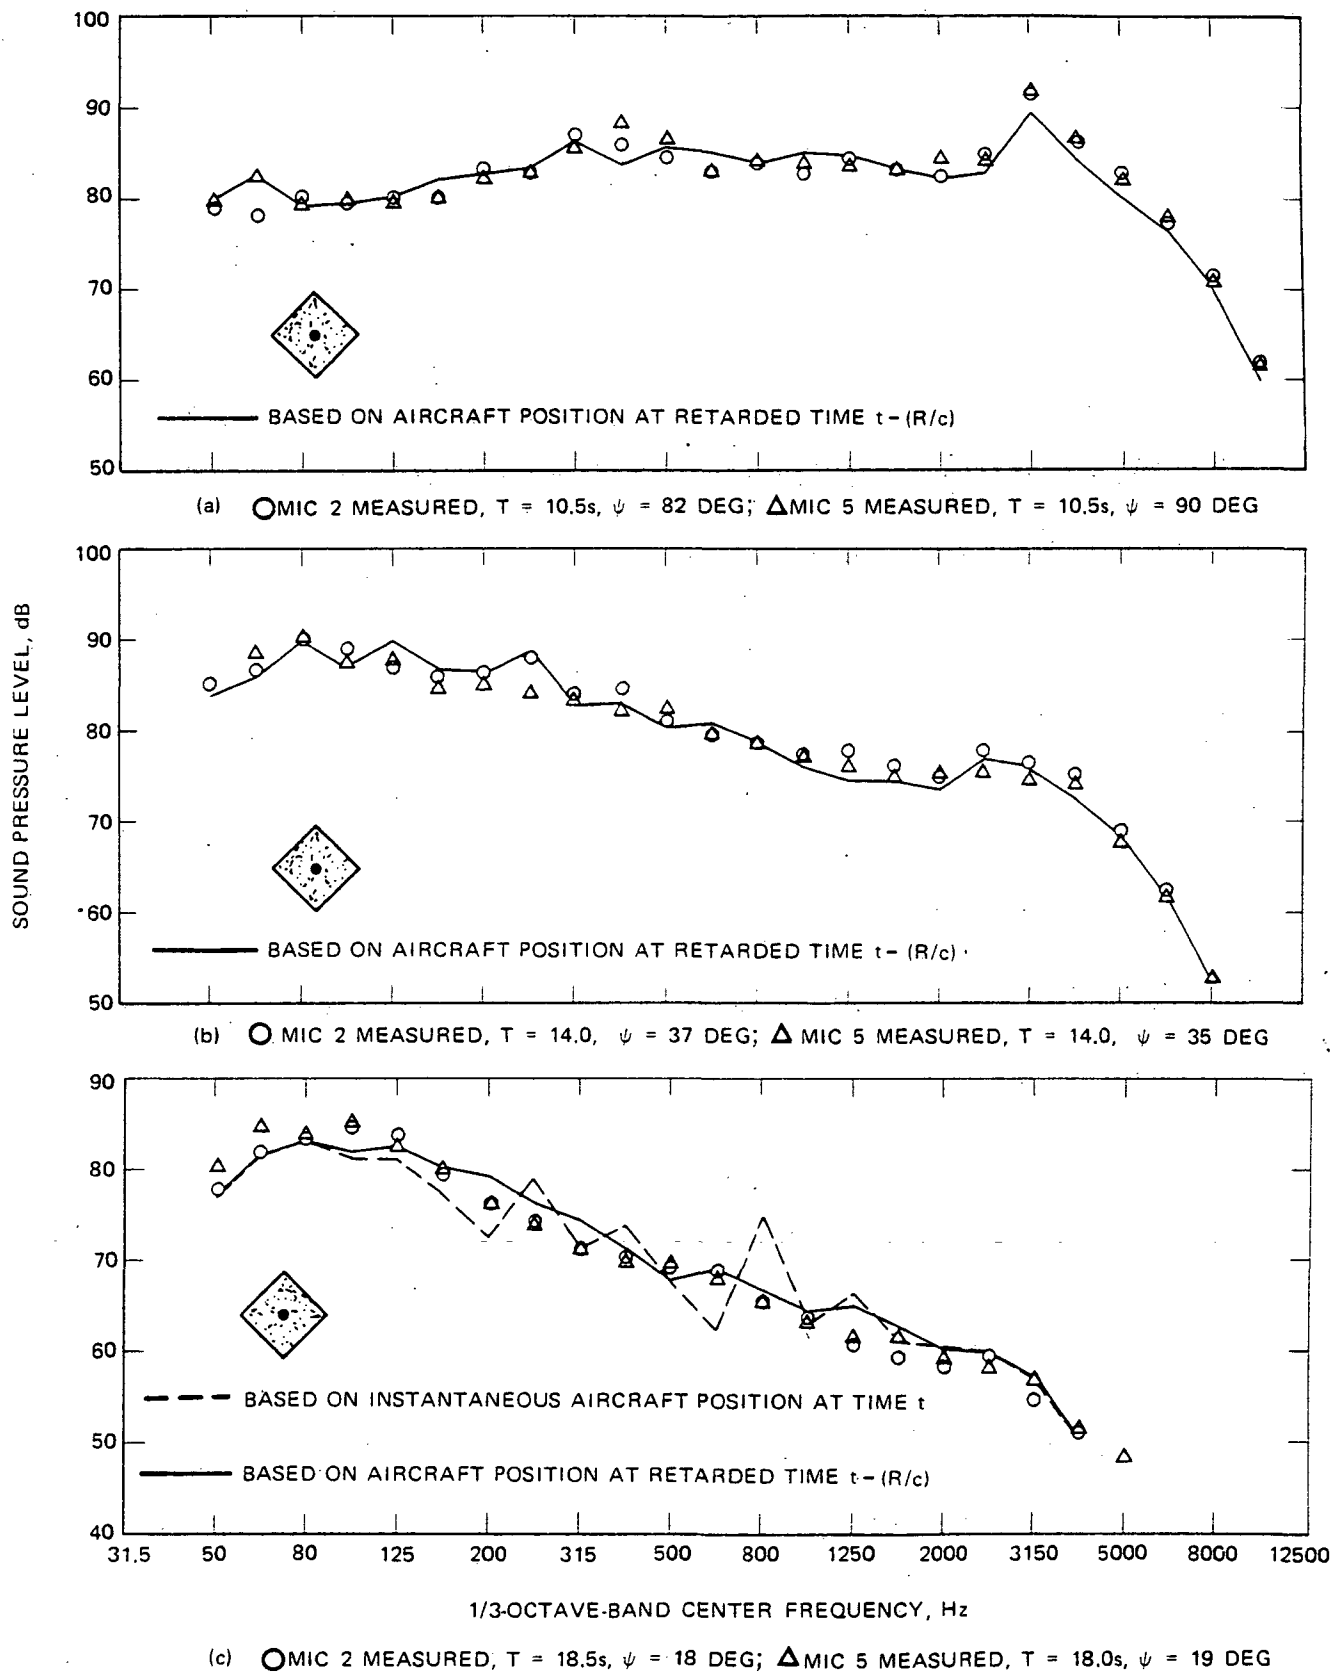 100
90
80
70
60
50
BASED ON AIRCRAFT POSITION AT RETARDED TIME t-(R/c)
(a) MIC 2 MEASURED, T = 10.5s, ψ = 82 DEG; MIC 5 MEASURED, T = 10.5s, ψ = 90 DEG
SOUND PRESSURE LEVEL, dB
100
90
80
70
60
50
BASED ON AIRCRAFT POSITION AT RETARDED TIME t-(R/c)
(b) MIC 2 MEASURED, T = 14.0, ψ = 37 DEG; MIC 5 MEASURED, T = 14.0, ψ = 35 DEG
90
80
70
60
50
40
BASED ON INSTANTANEOUS AIRCRAFT POSITION AT TIME t
BASED ON AIRCRAFT POSITION AT RETARDED TIME t-(R/c)
31.5 50 80 125 200 315 500 800 1250 2000 3150 5000 8000 12500
1/3-OCTAVE-BAND CENTER FREQUENCY, Hz
(c) MIC 2 MEASURED, T = 18.5s, ψ = 18 DEG; MIC 5 MEASURED, T = 18.0s, ψ = 19 DEG